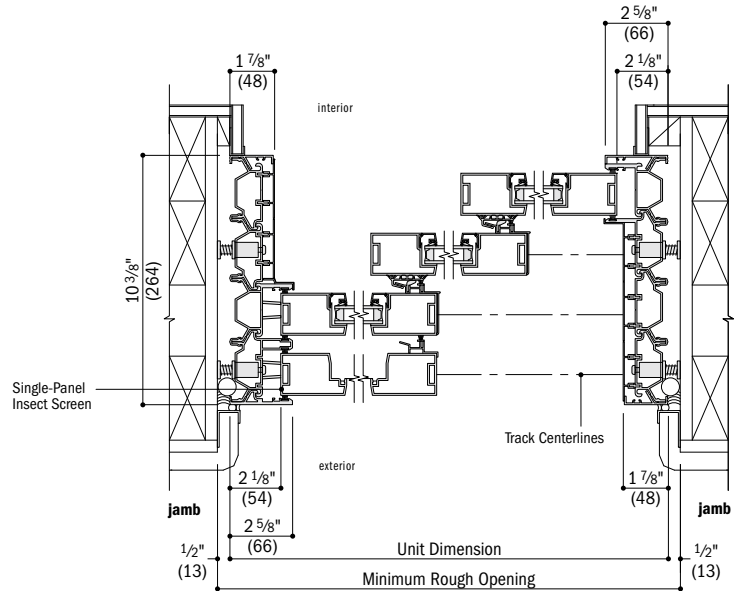 2 5/8"
(66)
1 7/8"
(48)
2 1/8"
(54)
interior
10 3/8"
(264)
Single-Panel
Insect Screen
Track Centerlines
exterior
2 1/8"
(54)
1 7/8"
(48)
jamb
jamb
2 5/8"
(66)
1/2"
(13)
Unit Dimension
1/2"
(13)
Minimum Rough Opening